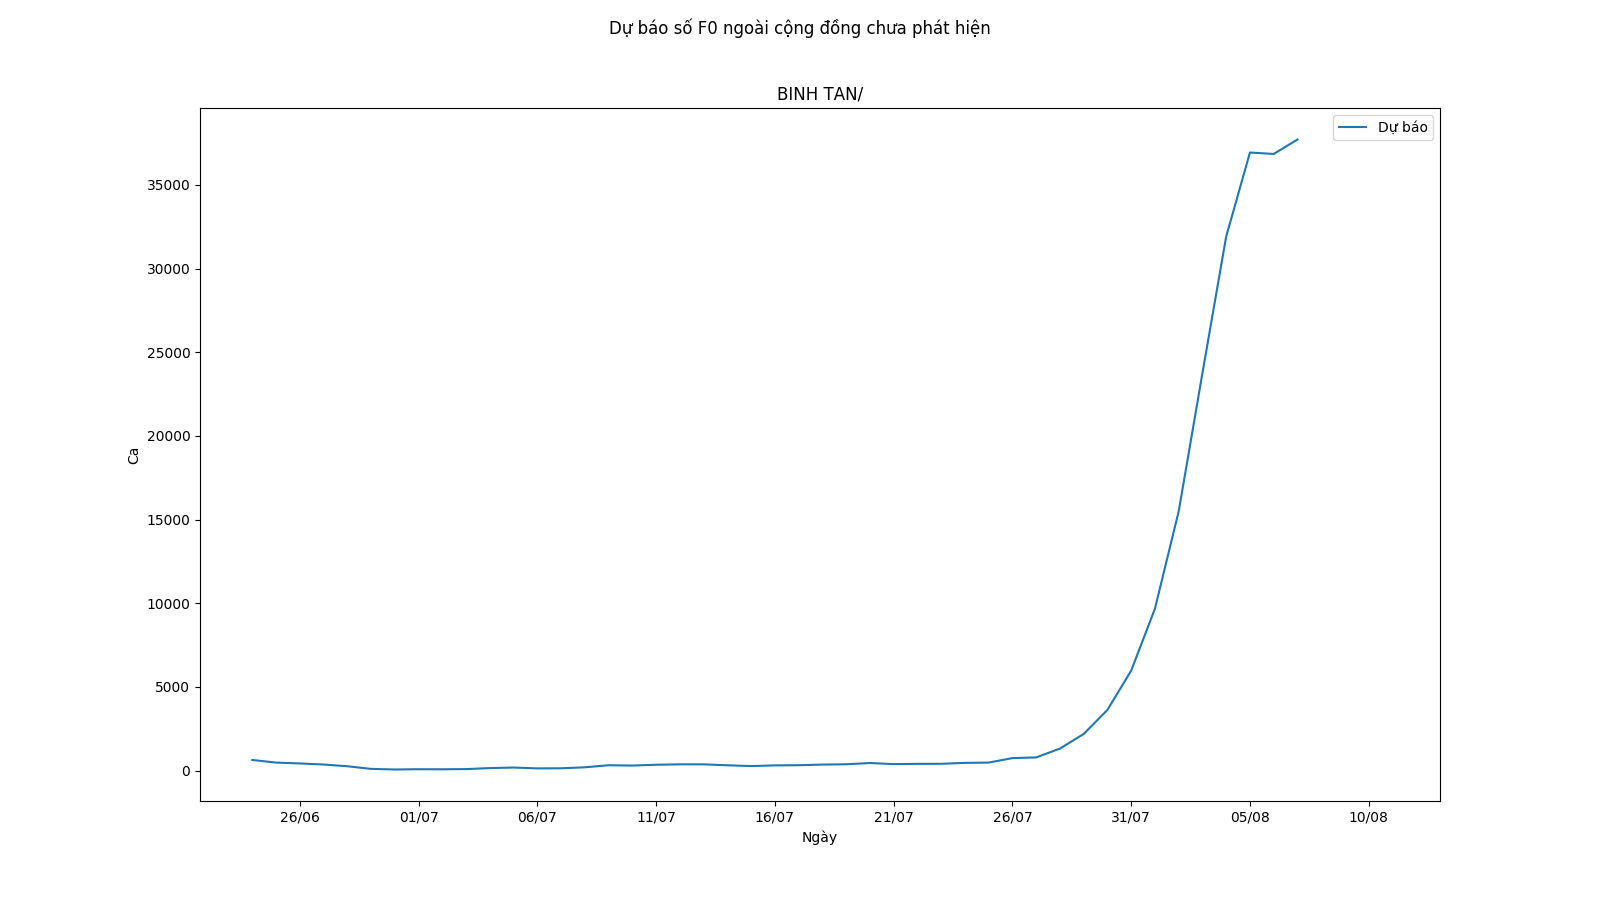 Dự báo số F0 ngoài cộng đồng chưa phát hiện
BINH TAN/
Dự báo
35000
30000
25000
20000
15000
10000
5000
0
Ca
26/06 01/07 06/07 11/07 16/07 21/07 26/07 31/07 05/08 10/08
Ngày